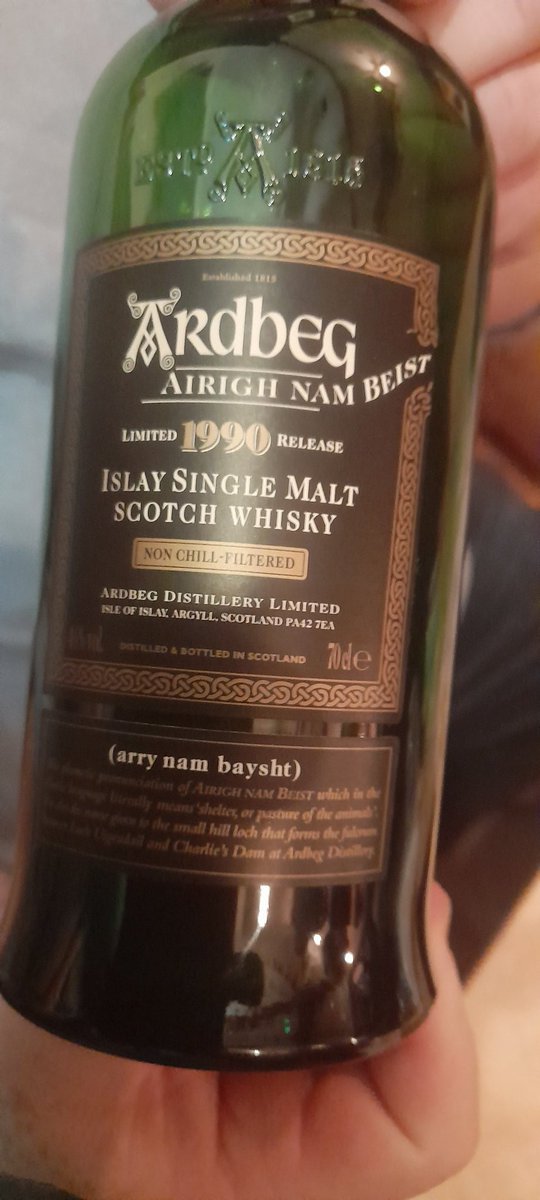 ESTD 1815
Established 1815
ARDBEG
AIRIGH NAM BEIST
LIMITED 1990 RELEASE
ISLAY SINGLE MALT
SCOTCH WHISKY
NON CHILL-FILTERED
ARDBEG DISTILLERY LIMITED
ISLE OF ISLAY, ARGYLL, SCOTLAND PA42 7EA
DISTILLED & BOTTLED IN SCOTLAND 70cl e
(arry nam baysht)
pronunciation of AIRIGH NAM BEIST which in the
language literally means 'shelter, or pasture of the animals'.
name given to the small hill loch that forms the fulcrum
Loch Uigeadail and Charlie's Dam at Ardbeg Distillery.